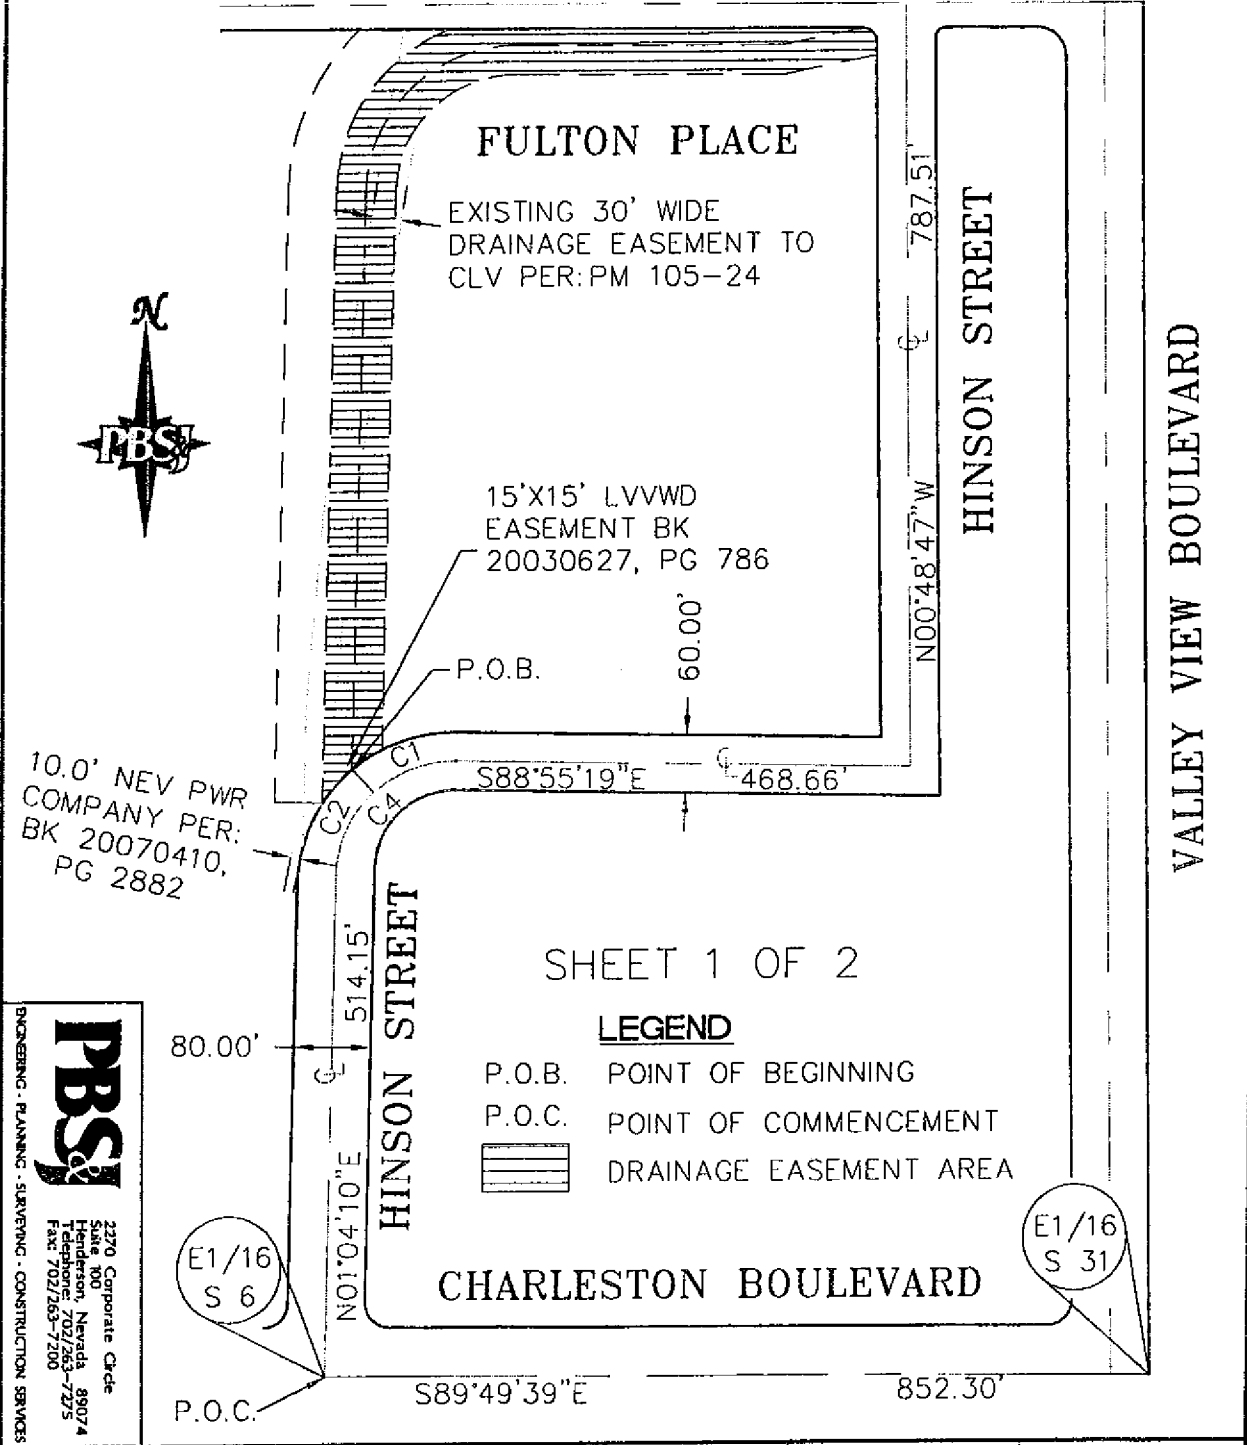 FULTON PLACE
EXISTING 30' WIDE
DRAINAGE EASEMENT TO
CLV PER: PM 105-24
787.51'
HINSON STREET
N
PBS&J
VALLEY VIEW BOULEVARD
15'X15' LVVWD
EASEMENT BK
20030627, PG 786
N00°48'47"W
60.00'
P.O.B.
C1
10.0' NEV PWR
COMPANY PER:
BK 20070410,
PG 2882
S88°55'19"E
468.66'
C2
C4
514.15'
HINSON STREET
SHEET 1 OF 2
LEGEND
80.00'
P.O.B. POINT OF BEGINNING
P.O.C. POINT OF COMMENCEMENT
DRAINAGE EASEMENT AREA
N01°04'10"E
E1/16
S 6
E1/16
S 31
CHARLESTON BOULEVARD
S89°49'39"E
852.30'
P.O.C.
PBS&J
2270 Corporate Circle
Suite 100
Henderson, Nevada 89074
Telephone: 702/263-7275
Fax: 702/263-7200
ENGINEERING - PLANNING - SURVEYING - CONSTRUCTION SERVICES